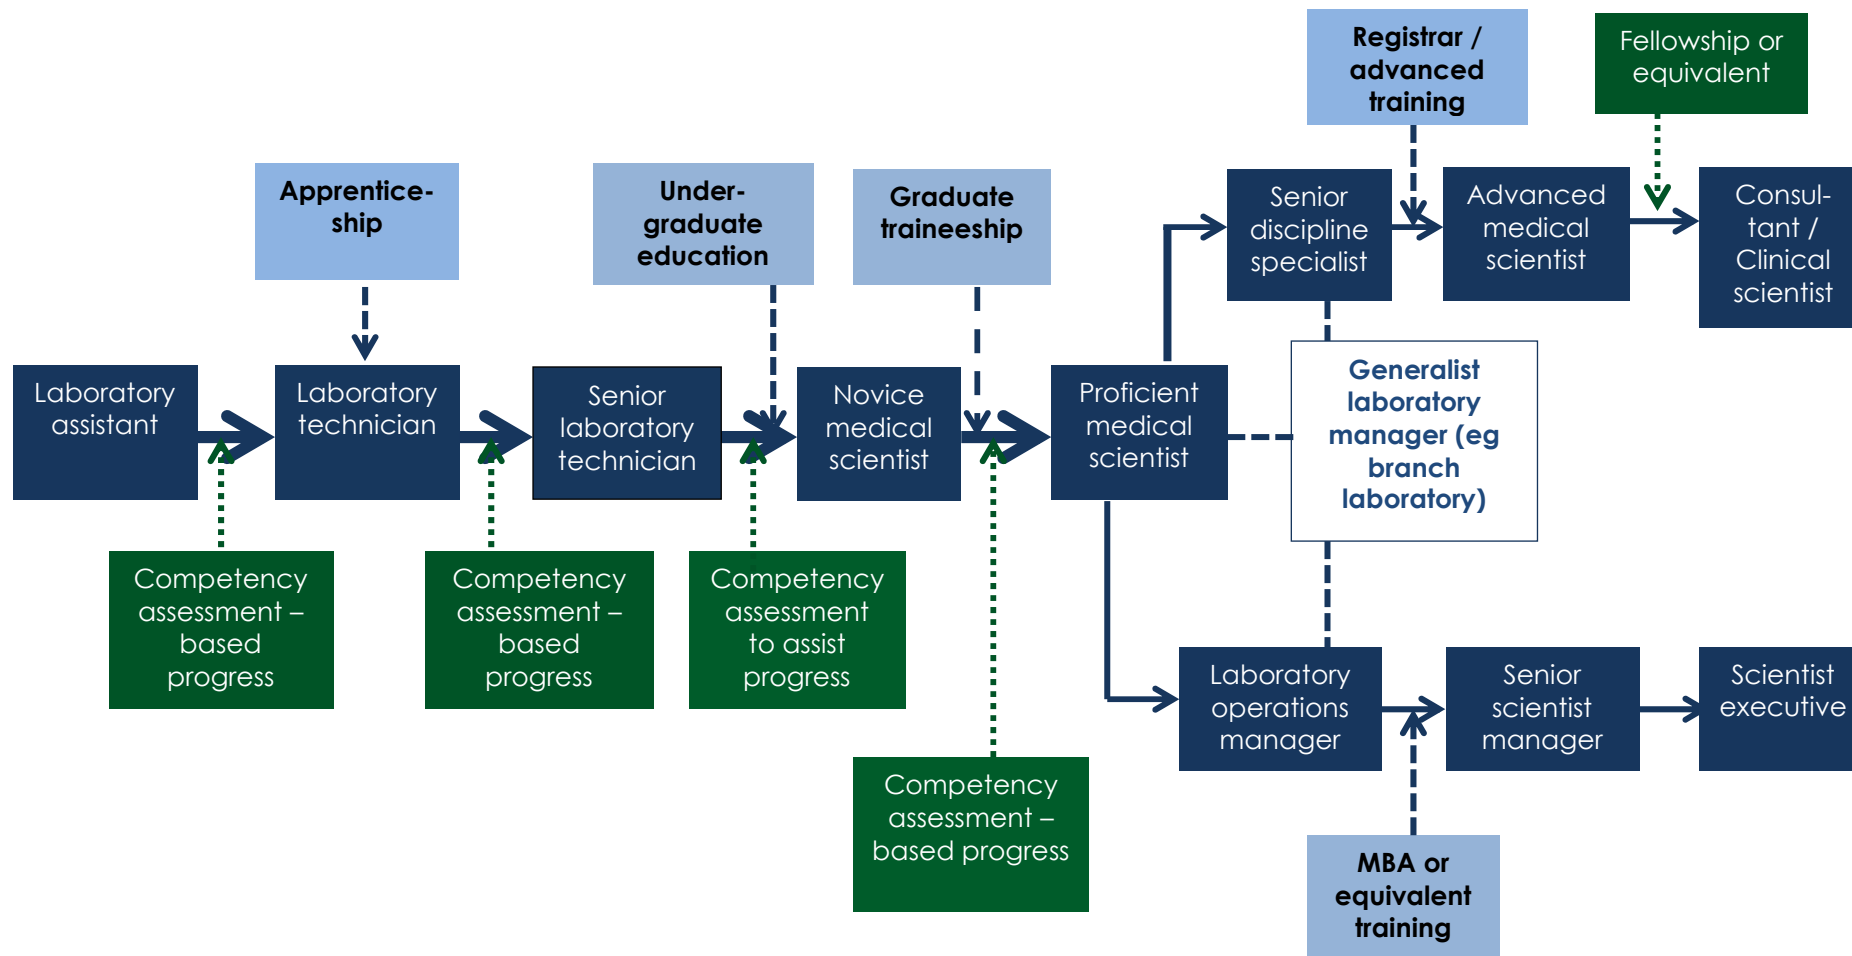 Registrar /
advanced
training
Fellowship or
equivalent
Apprentice-
ship
Under-
graduate
education
Graduate
traineeship
Senior
discipline
specialist
Advanced
medical
scientist
Consul-
tant /
Clinical
scientist
Laboratory
assistant
Laboratory
technician
Senior
laboratory
technician
Novice
medical
scientist
Proficient
medical
scientist
Generalist
laboratory
manager (eg
branch
laboratory)
Competency
assessment –
based
progress
Competency
assessment –
based
progress
Competency
assessment
to assist
progress
Competency
assessment –
based progress
Laboratory
operations
manager
Senior
scientist
manager
Scientist
executive
MBA or
equivalent
training